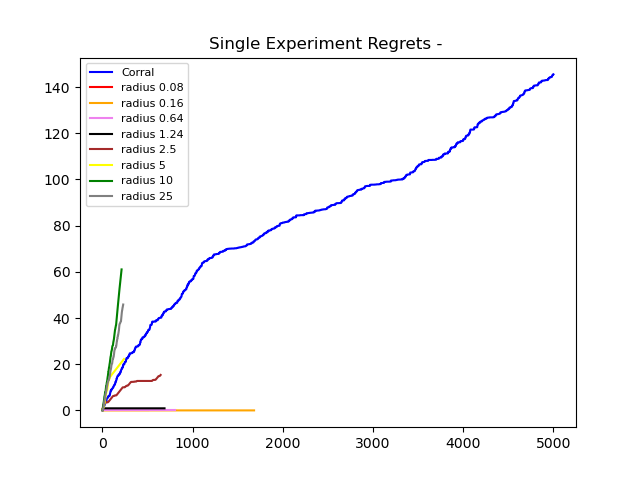 Single Experiment Regrets -
Corral
radius 0.08
radius 0.16
radius 0.64
radius 1.24
radius 2.5
radius 5
radius 10
radius 25
140
120
100
80
60
40
20
0
0 1000 2000 3000 4000 5000